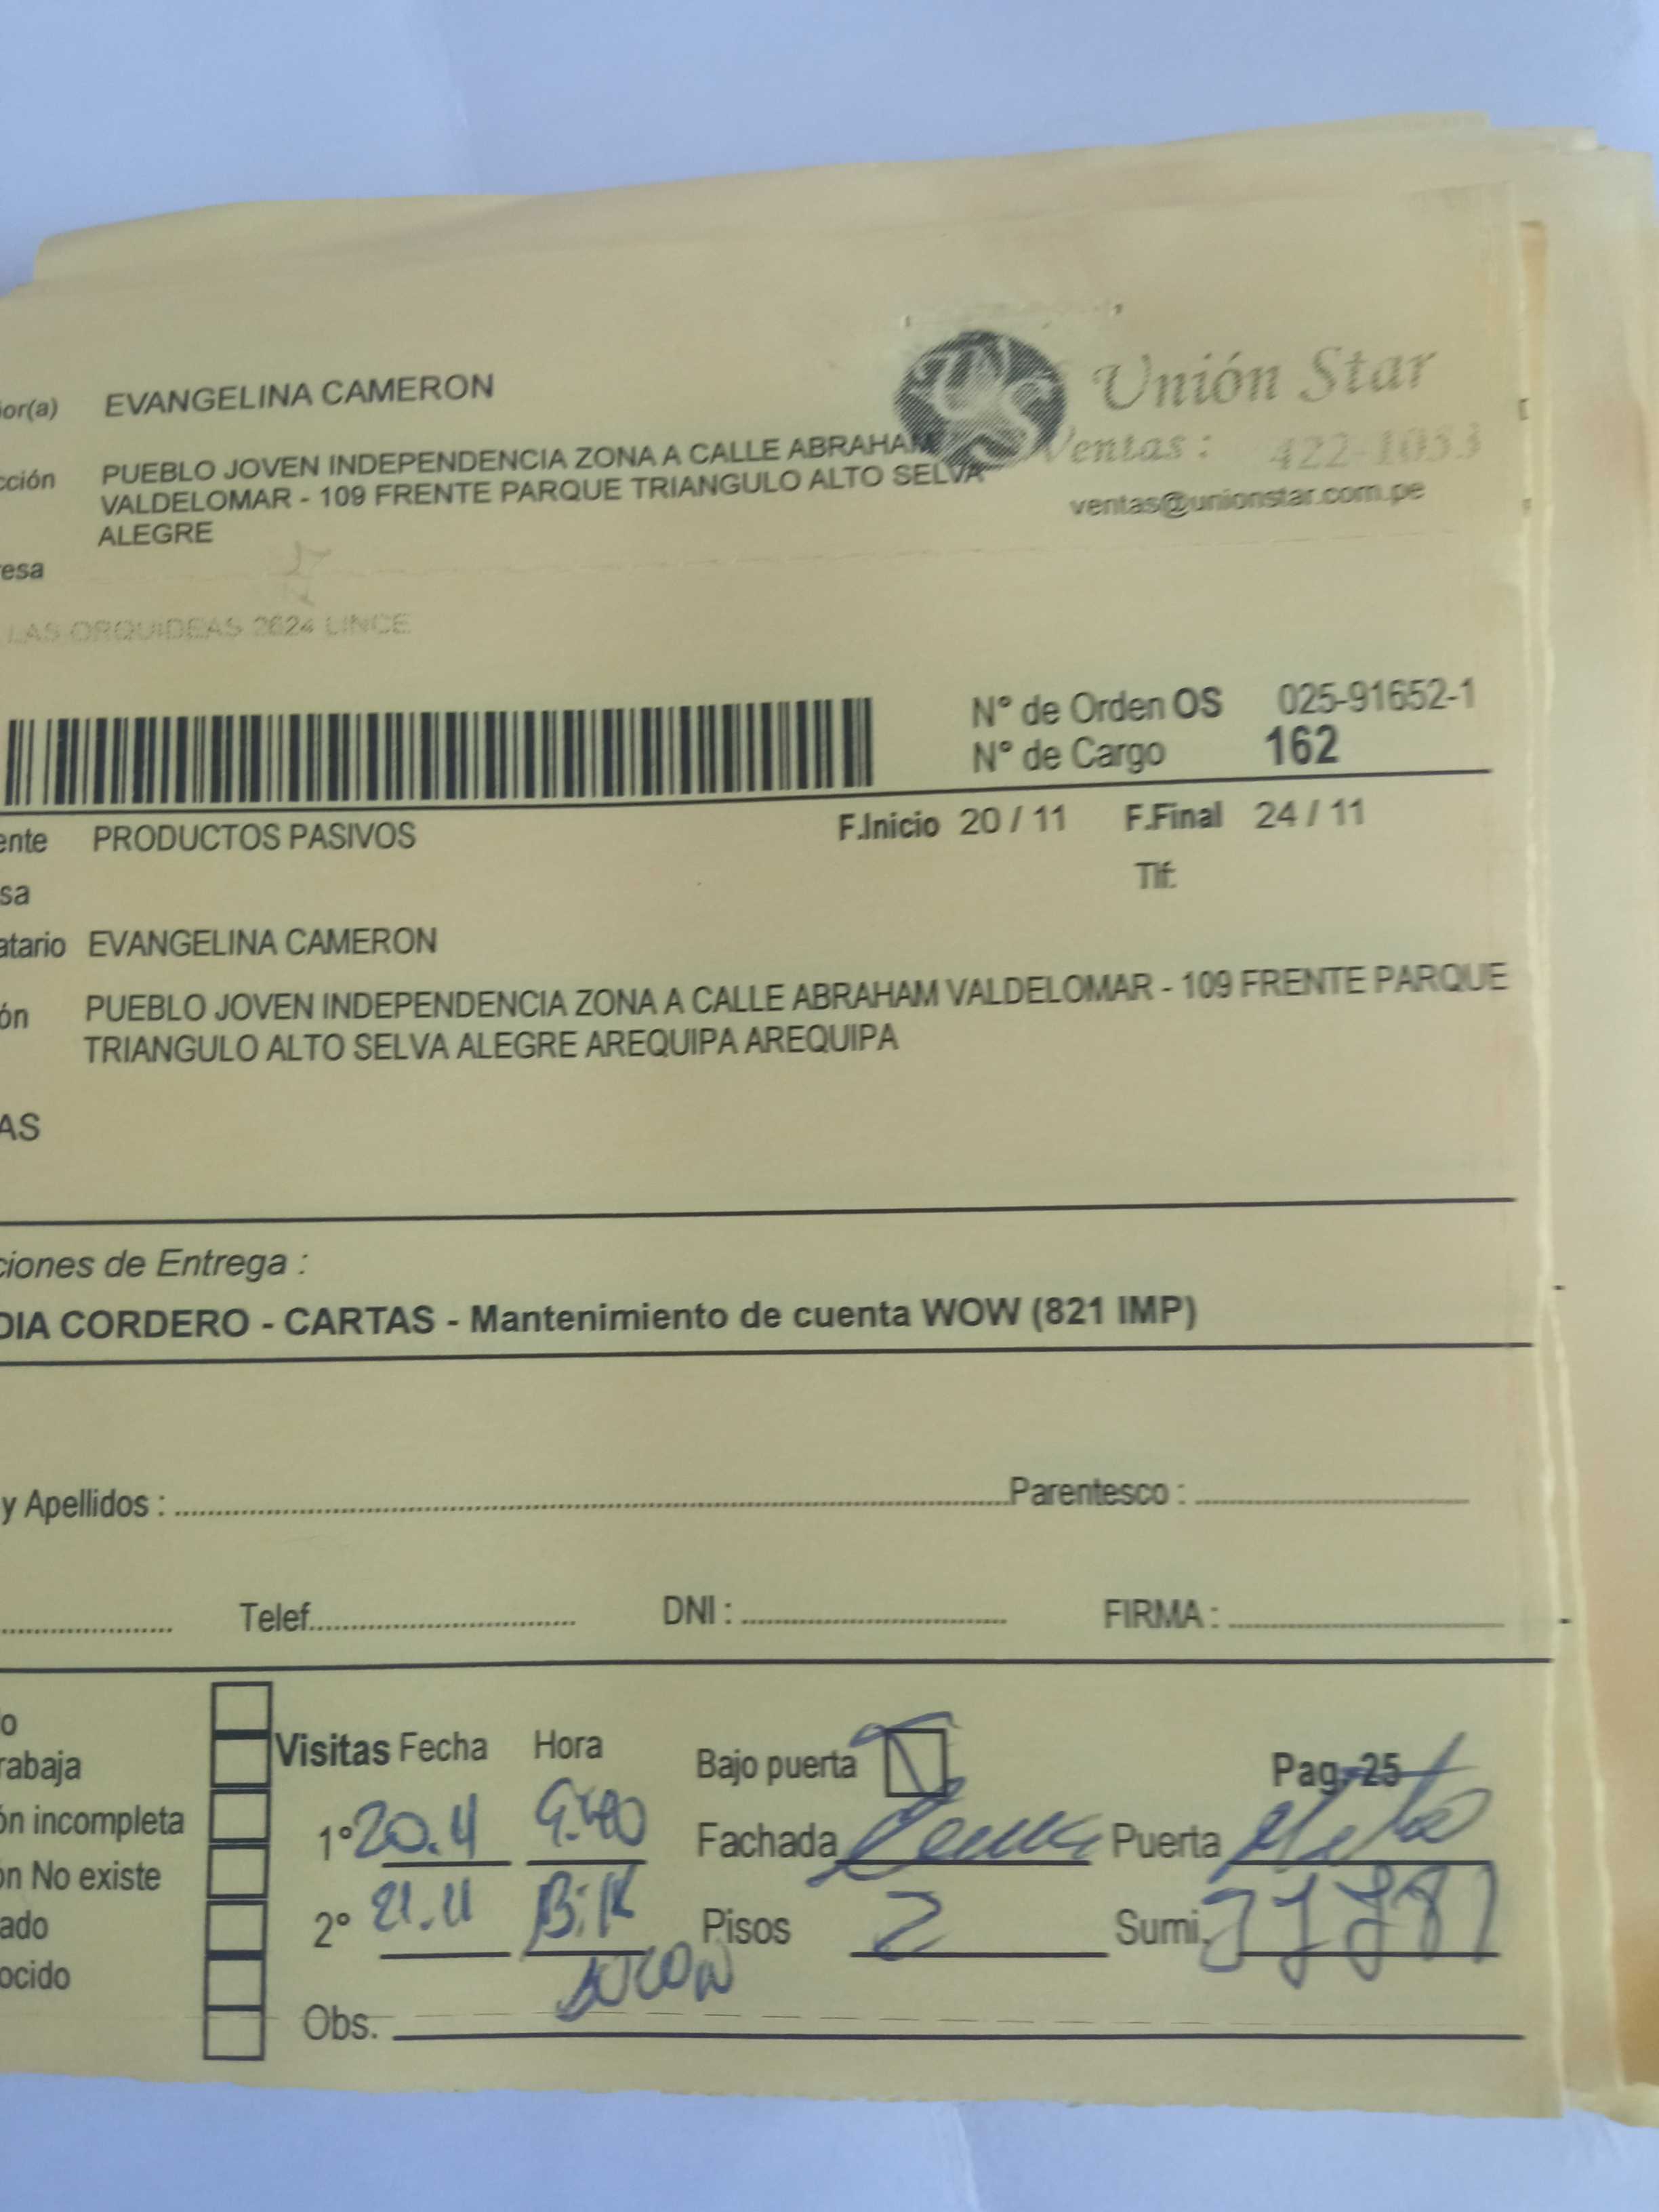 ior(a) EVANGELINA CAMERON
Unión Star
Ventas : 422-1053
ventas@unionstar.com.pe
cción PUEBLO JOVEN INDEPENDENCIA ZONA A CALLE ABRAHAM
VALDELOMAR - 109 FRENTE PARQUE TRIANGULO ALTO SELVA
ALEGRE
esa
LAS ORQUIDEAS 2624 LINCE
N° de Orden OS 025-91652-1
N° de Cargo 162
ente PRODUCTOS PASIVOS F.Inicio 20 / 11 F.Final 24 / 11
sa Tlf:
atario EVANGELINA CAMERON
ón PUEBLO JOVEN INDEPENDENCIA ZONA A CALLE ABRAHAM VALDELOMAR - 109 FRENTE PARQUE
TRIANGULO ALTO SELVA ALEGRE AREQUIPA AREQUIPA
AS
ciones de Entrega :
DIA CORDERO - CARTAS - Mantenimiento de cuenta WOW (821 IMP)
y Apellidos : Parentesco :
Telef. DNI : FIRMA :
o
rabaja Visitas Fecha Hora Bajo puerta Pag. 25
ón incompleta 1° 20.11 9:40 Fachada Puerta
ón No existe
ado 2° 21.11 Pisos 2 Sumi.
ocido
Obs.